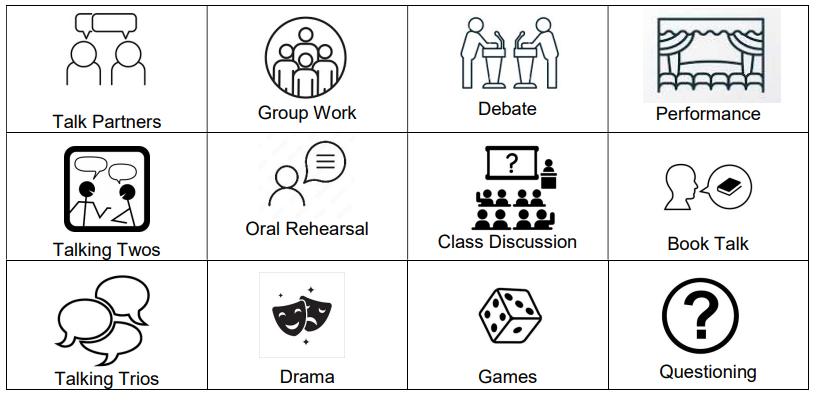 Talk Partners
Group Work
Debate
Performance
Talking Twos
Oral Rehearsal
?
Class Discussion
Book Talk
Talking Trios
Drama
Games
?
Questioning